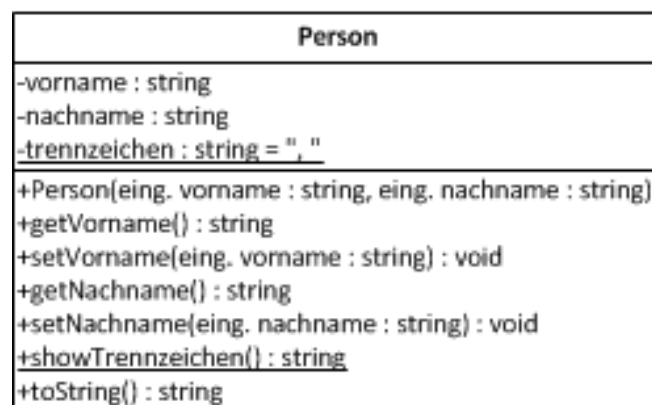 Person
-vorname : string
-nachname : string
-trennzeichen : string = ", "
+Person(eing. vorname : string, eing. nachname : string)
+getVorname() : string
+setVorname(eing. vorname : string) : void
+getNachname() : string
+setNachname(eing. nachname : string) : void
+showTrennzeichen() : string
+toString() : string